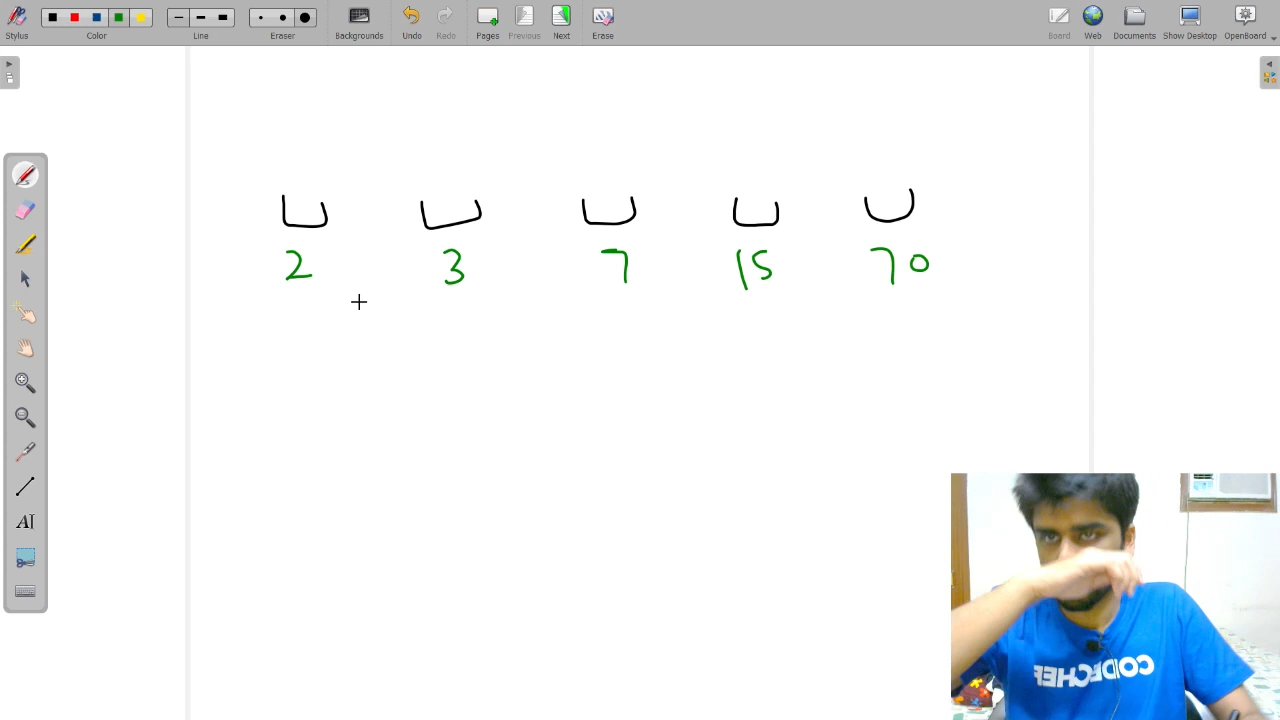 Stylus Color Line Eraser Backgrounds Undo Redo Pages Previous Next Erase Board Web Documents Show Desktop OpenBoard
2 3 7 15 70
AI
CODECHEF